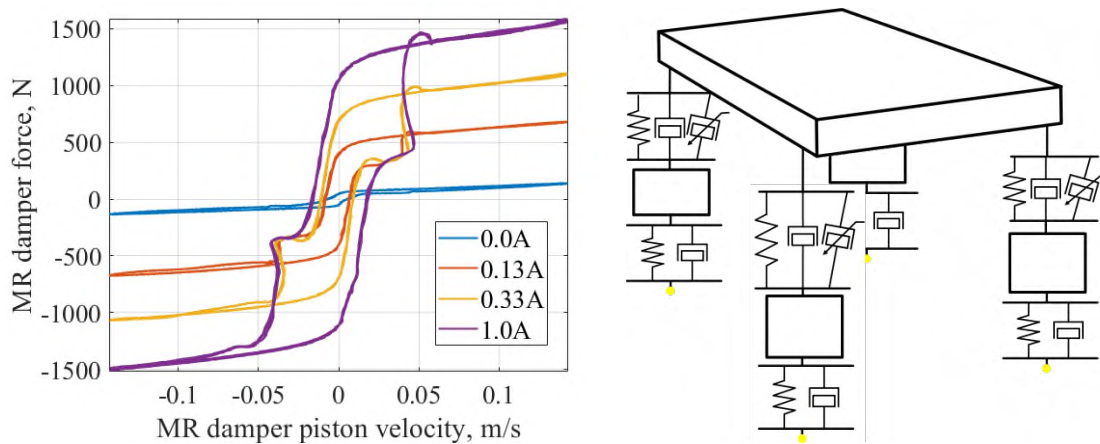 MR damper force, N
1500
1000
500
0
-500
-1000
-1500
0.0A
0.13A
0.33A
1.0A
-0.1
-0.05
0
0.05
0.1
MR damper piston velocity, m/s